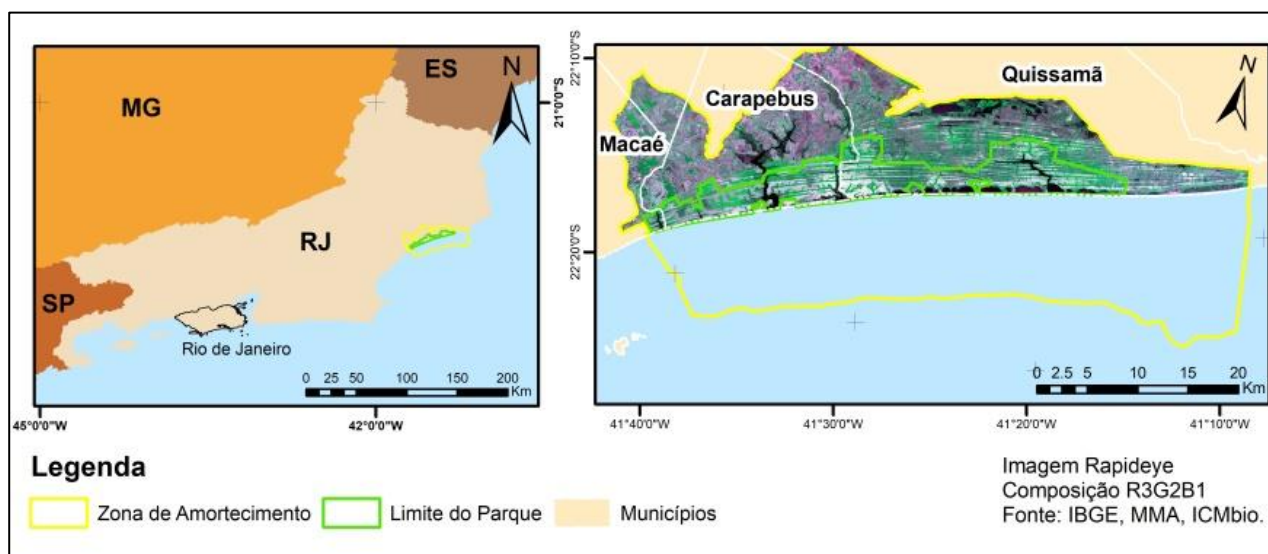 MG
ES
N
RJ
SP
Rio de Janeiro
21°0'0"S
0 25 50 100 150 200
Km
45°0'0"W
42°0'0"W
22°10'0"S
22°20'0"S
Quissamã
N
Carapebus
Macaé
0 2.5 5 10 15 20
Km
41°40'0"W
41°30'0"W
41°20'0"W
41°10'0"W
Legenda
Zona de Amortecimento
Limite do Parque
Municípios
Imagem Rapideye
Composição R3G2B1
Fonte: IBGE, MMA, ICMbio.